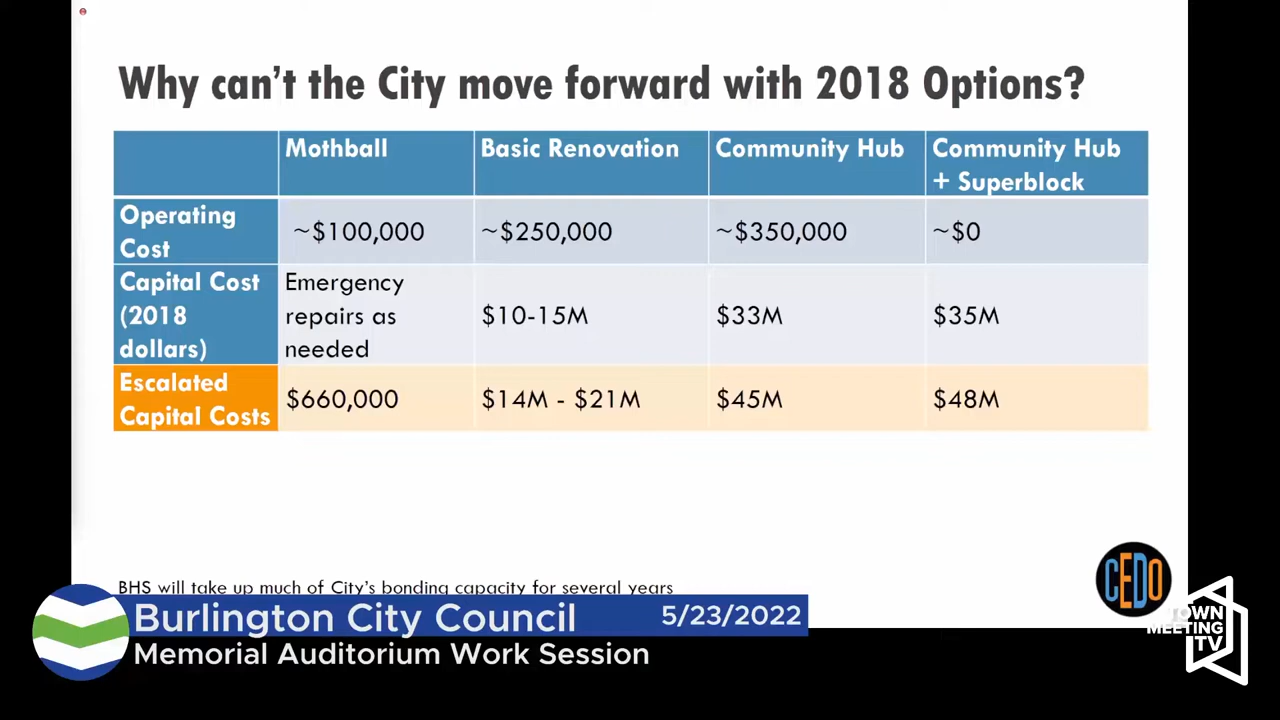 Why can't the City move forward with 2018 Options?
Mothball
Basic Renovation
Community Hub
Community Hub
+ Superblock
Operating
Cost
~$100,000
~$250,000
~$350,000
~$0
Capital Cost
(2018
dollars)
Emergency
repairs as
needed
$10-15M
$33M
$35M
Escalated
Capital Costs
$660,000
$14M - $21M
$45M
$48M
BHS will take up much of City's bonding capacity for several years
CEDO
Burlington City Council
5/23/2022
Memorial Auditorium Work Session
TOWN
MEETING
TV